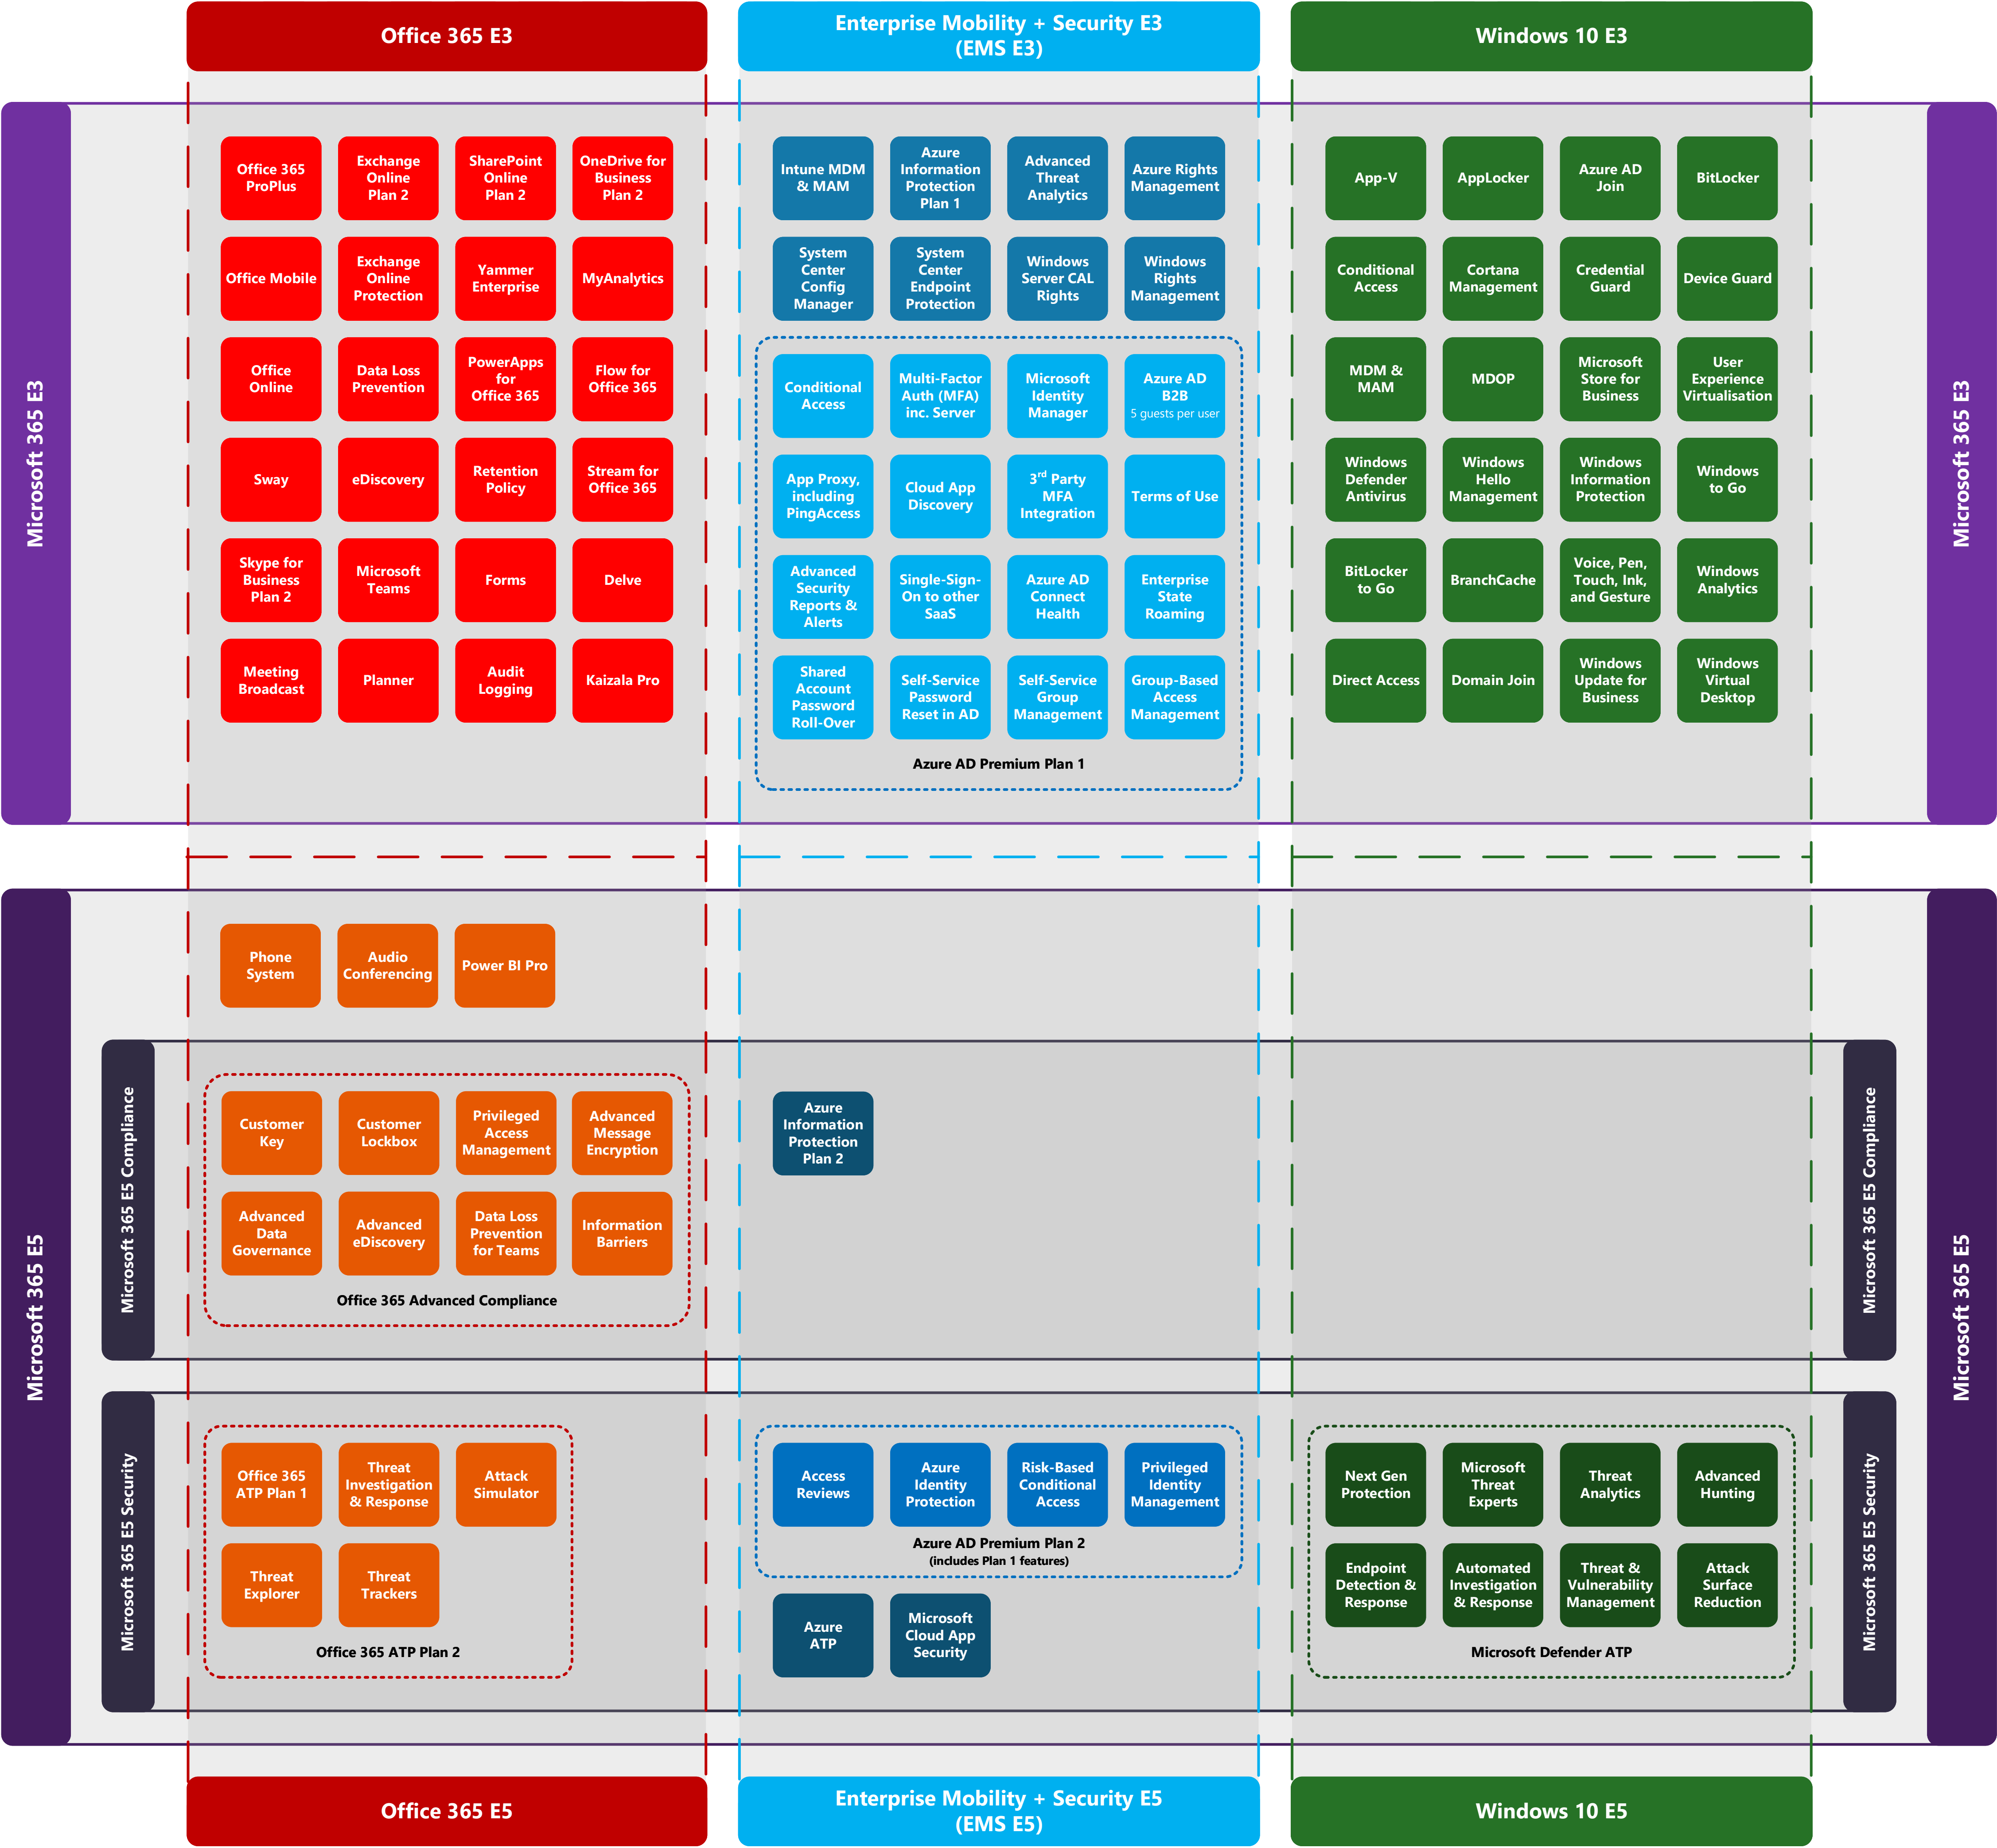 Office 365 E3
Enterprise Mobility + Security E3
(EMS E3)
Windows 10 E3
Microsoft 365 E3
Office 365
ProPlus
Exchange
Online
Plan 2
SharePoint
Online
Plan 2
OneDrive for
Business
Plan 2
Office Mobile
Exchange
Online
Protection
Yammer
Enterprise
MyAnalytics
Office
Online
Data Loss
Prevention
PowerApps
for
Office 365
Flow for
Office 365
Sway
eDiscovery
Retention
Policy
Stream for
Office 365
Skype for
Business
Plan 2
Microsoft
Teams
Forms
Delve
Meeting
Broadcast
Planner
Audit
Logging
Kaizala Pro
Intune MDM
& MAM
Azure
Information
Protection
Plan 1
Advanced
Threat
Analytics
Azure Rights
Management
System
Center
Config
Manager
System
Center
Endpoint
Protection
Windows
Server CAL
Rights
Windows
Rights
Management
Conditional
Access
Multi-Factor
Auth (MFA)
inc. Server
Microsoft
Identity
Manager
Azure AD
B2B
5 guests per user
App Proxy,
including
PingAccess
Cloud App
Discovery
3rd Party
MFA
Integration
Terms of Use
Advanced
Security
Reports &
Alerts
Single-Sign-
On to other
SaaS
Azure AD
Connect
Health
Enterprise
State
Roaming
Shared
Account
Password
Roll-Over
Self-Service
Password
Reset in AD
Self-Service
Group
Management
Group-Based
Access
Management
Azure AD Premium Plan 1
App-V
AppLocker
Azure AD
Join
BitLocker
Conditional
Access
Cortana
Management
Credential
Guard
Device Guard
MDM &
MAM
MDOP
Microsoft
Store for
Business
User
Experience
Virtualisation
Windows
Defender
Antivirus
Windows
Hello
Management
Windows
Information
Protection
Windows
to Go
BitLocker
to Go
BranchCache
Voice, Pen,
Touch, Ink,
and Gesture
Windows
Analytics
Direct Access
Domain Join
Windows
Update for
Business
Windows
Virtual
Desktop
Microsoft 365 E3
Microsoft 365 E5
Phone
System
Audio
Conferencing
Power BI Pro
Microsoft 365 E5 Compliance
Customer
Key
Customer
Lockbox
Privileged
Access
Management
Advanced
Message
Encryption
Advanced
Data
Governance
Advanced
eDiscovery
Data Loss
Prevention
for Teams
Information
Barriers
Office 365 Advanced Compliance
Azure
Information
Protection
Plan 2
Microsoft 365 E5 Compliance
Microsoft 365 E5 Security
Office 365
ATP Plan 1
Threat
Investigation
& Response
Attack
Simulator
Threat
Explorer
Threat
Trackers
Office 365 ATP Plan 2
Access
Reviews
Azure
Identity
Protection
Risk-Based
Conditional
Access
Privileged
Identity
Management
Azure AD Premium Plan 2
(includes Plan 1 features)
Azure
ATP
Microsoft
Cloud App
Security
Next Gen
Protection
Microsoft
Threat
Experts
Threat
Analytics
Advanced
Hunting
Endpoint
Detection &
Response
Automated
Investigation
& Response
Threat &
Vulnerability
Management
Attack
Surface
Reduction
Microsoft Defender ATP
Microsoft 365 E5 Security
Microsoft 365 E5
Office 365 E5
Enterprise Mobility + Security E5
(EMS E5)
Windows 10 E5